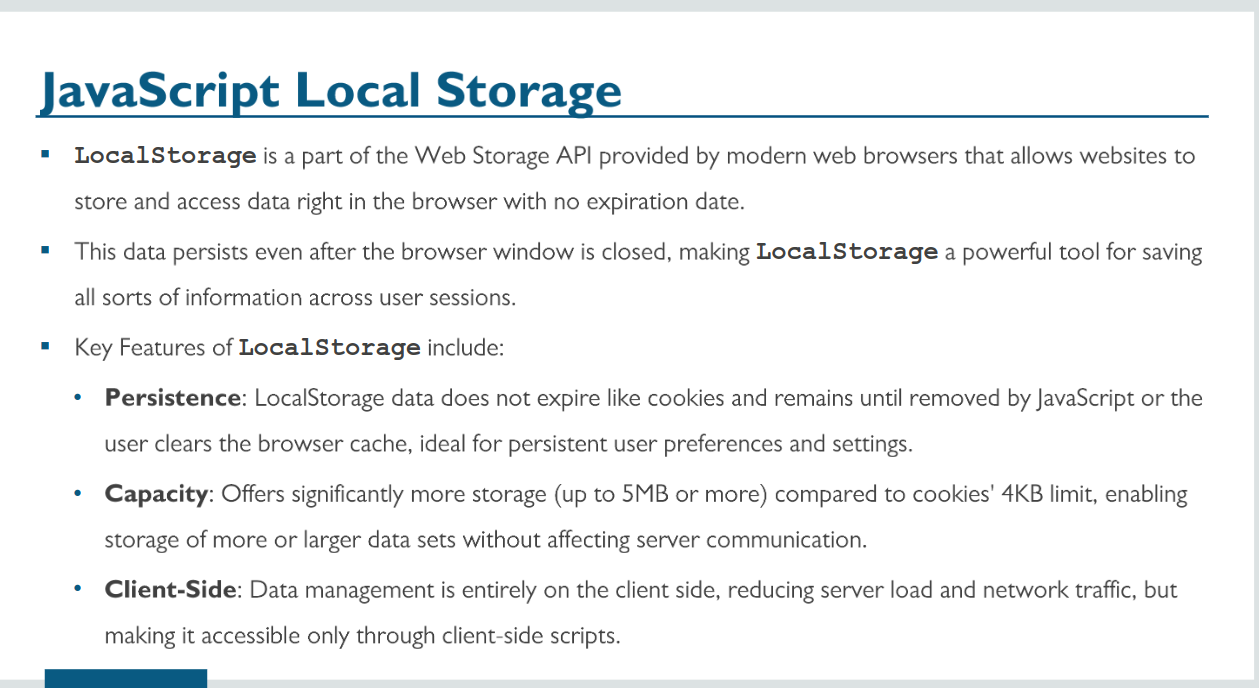 JavaScript Local Storage
▪ LocalStorage is a part of the Web Storage API provided by modern web browsers that allows websites to
store and access data right in the browser with no expiration date.
▪ This data persists even after the browser window is closed, making LocalStorage a powerful tool for saving
all sorts of information across user sessions.
▪ Key Features of LocalStorage include:
• Persistence: LocalStorage data does not expire like cookies and remains until removed by JavaScript or the
user clears the browser cache, ideal for persistent user preferences and settings.
• Capacity: Offers significantly more storage (up to 5MB or more) compared to cookies' 4KB limit, enabling
storage of more or larger data sets without affecting server communication.
• Client-Side: Data management is entirely on the client side, reducing server load and network traffic, but
making it accessible only through client-side scripts.